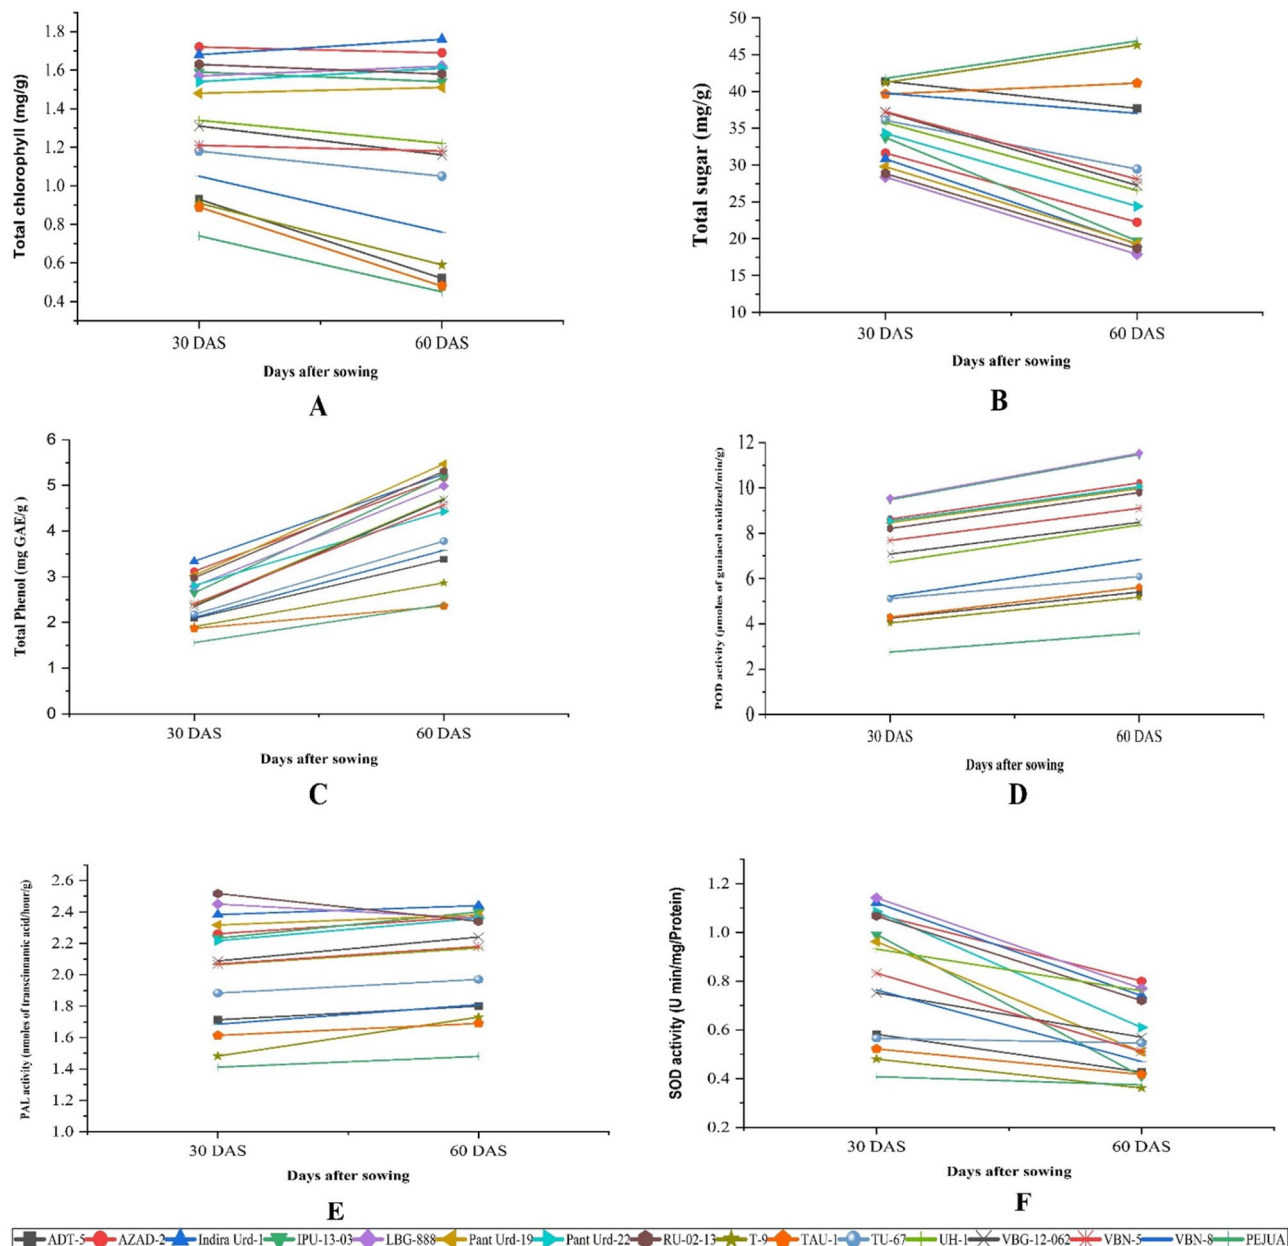 Total chlorophyll (mg/g)
1.8
1.6
1.4
1.2
1.0
0.8
0.6
0.4
30 DAS 60 DAS
Days after sowing
A
Total sugar (mg/g)
50
45
40
35
30
25
20
15
10
30 DAS 60 DAS
Days after sowing
B
Total Phenol (mg GAE/g)
6
5
4
3
2
1
0
30 DAS 60 DAS
Days after sowing
C
POD activity (µmoles of guaiacol oxidized/min/g)
12
10
8
6
4
2
0
30 DAS 60 DAS
Days after sowing
D
PAL activity (nmoles of transcinnamic acid/hour/g)
2.6
2.4
2.2
2.0
1.8
1.6
1.4
1.2
1.0
30 DAS 60 DAS
Days after sowing
E
SOD activity (U min/mg/Protein)
1.2
1.0
0.8
0.6
0.4
0.2
30 DAS 60 DAS
Days after sowing
F
ADT-5 AZAD-2 Indira Urd-1 IPU-13-03 LBG-888 Pant Urd-19 Pant Urd-22 RU-02-13 T-9 TAU-1 TU-67 UH-1 VBG-12-062 VBN-5 VBN-8 PEJUA